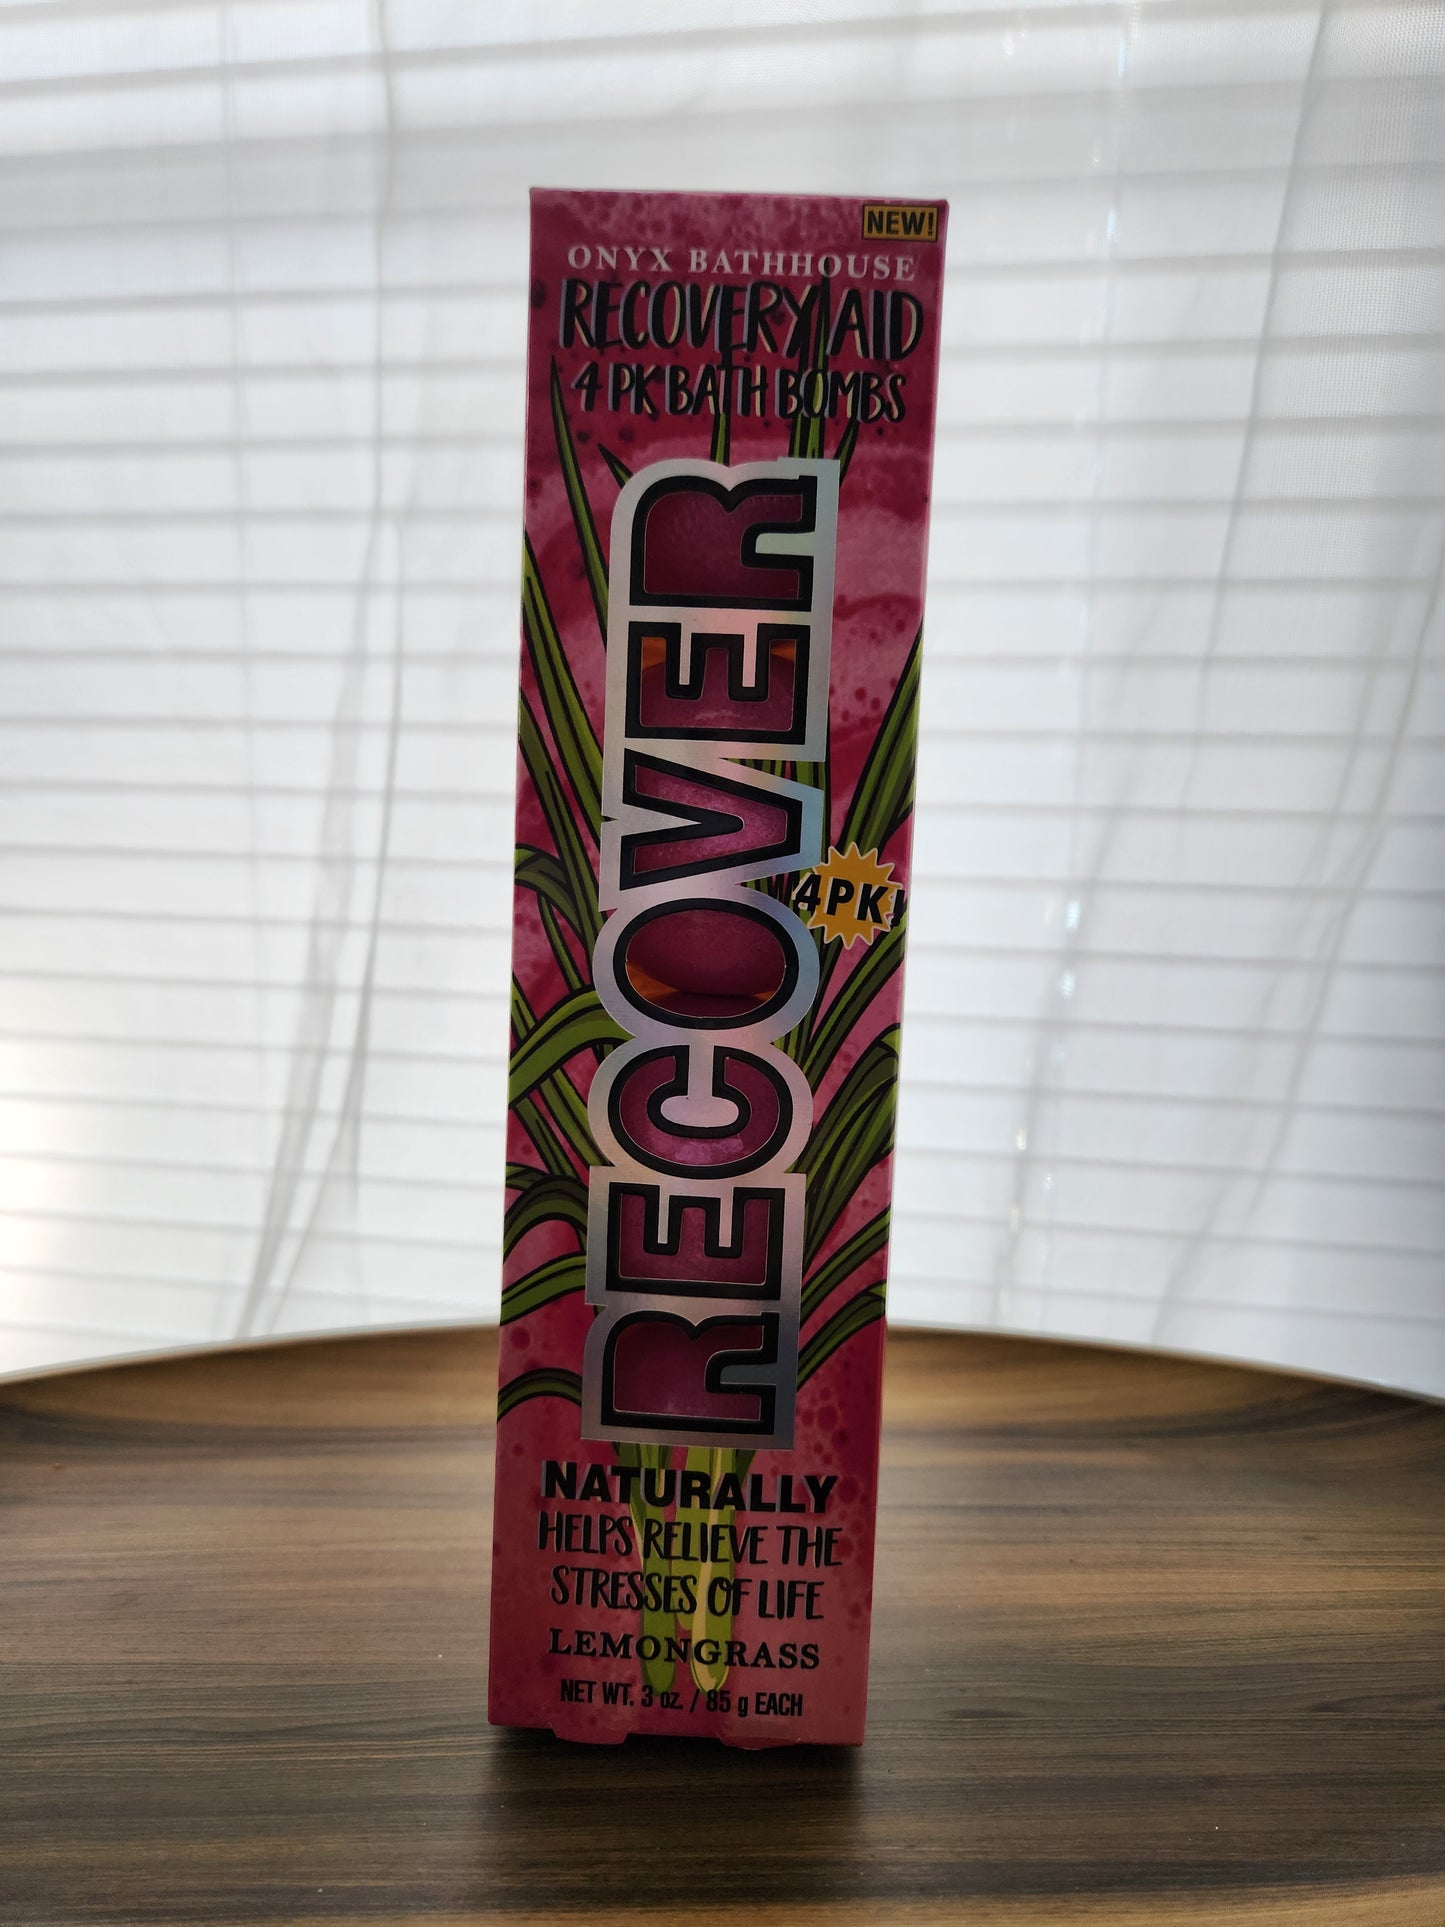 NEW!
ONYX BATHHOUSE
RECOVERY AID
4 PK BATH BOMBS
RECOVER
4PK
NATURALLY
HELPS RELIEVE THE
STRESSES OF LIFE
LEMONGRASS
NET WT. 3 oz. / 85 g EACH